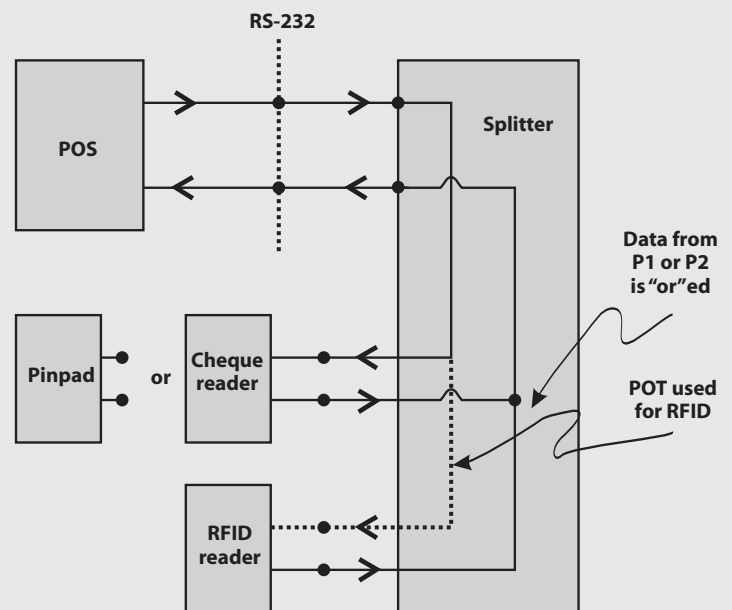 RS-232
POS
Splitter
Data from
P1 or P2
is “or”ed
Pinpad
or
Cheque
reader
POT used
for RFID
RFID
reader